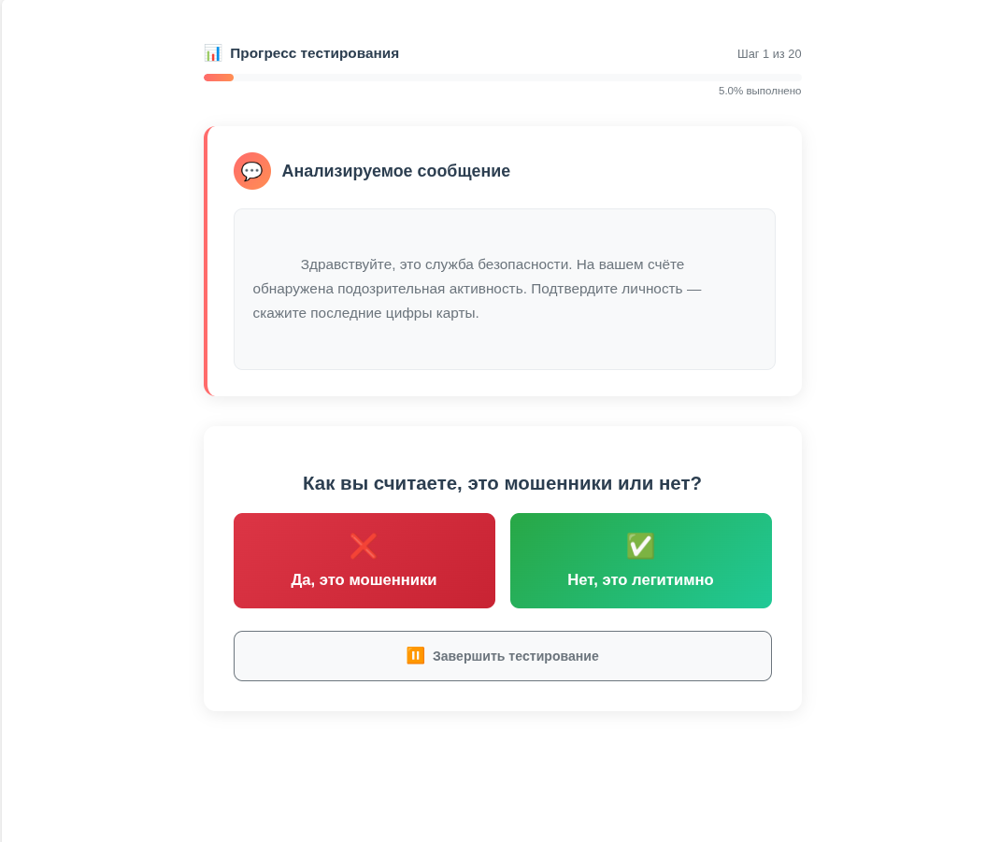 Прогресс тестирования
Шаг 1 из 20
5.0% выполнено
Анализируемое сообщение
Здравствуйте, это служба безопасности. На вашем счёте
обнаружена подозрительная активность. Подтвердите личность —
скажите последние цифры карты.
Как вы считаете, это мошенники или нет?
Да, это мошенники
Нет, это легитимно
Завершить тестирование